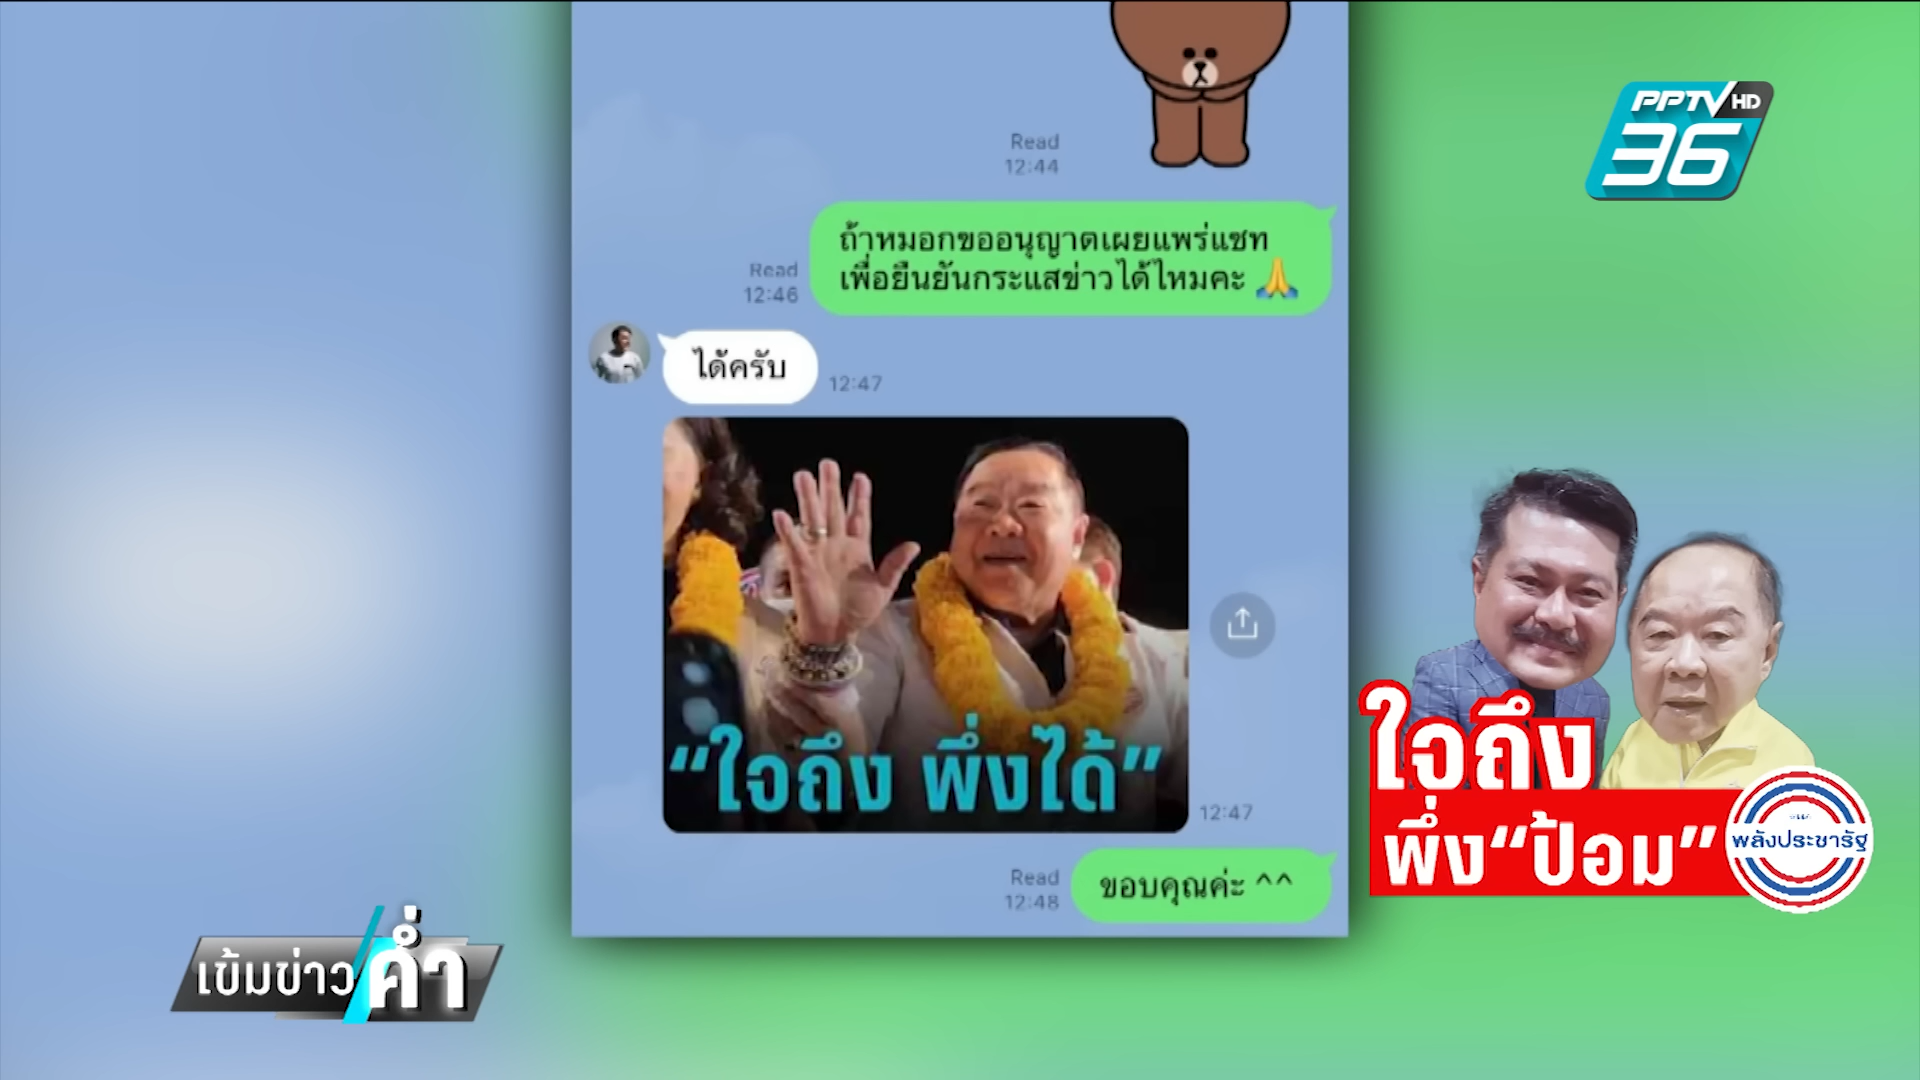 PPTV HD
36
Read
12:44
ถ้าหมอกขออนุญาตเผยแพร่แชท
เพื่อยืนยันกระแสข่าวได้ไหมคะ 🙏
Read
12:46
ได้ครับ
12:47
“ใจถึง พึ่งได้”
12:47
Read
12:48
ขอบคุณค่ะ ^^
ใจถึง
พึ่ง“ป้อม”
พลังประชารัฐ
เข้มข่าวค่ำ